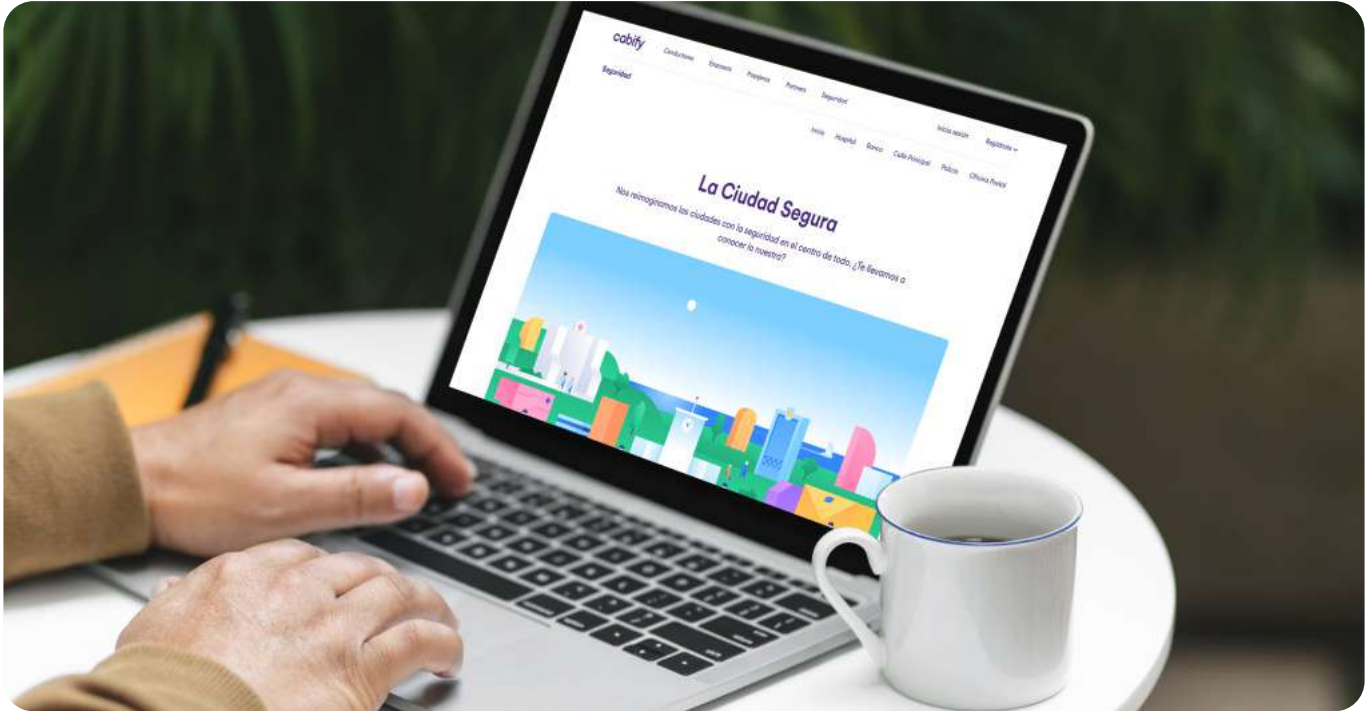 cabify
Conductores Empresas Pasajeros Partners Seguridad
Inicia sesión Regístrate
Seguridad
Inicio Hospital Banco Calle Principal Policía Oficina Postal
La Ciudad Segura
Nos reimaginamos las ciudades con la seguridad en el centro de todo. ¿Te llevamos a
conocer la nuestra?